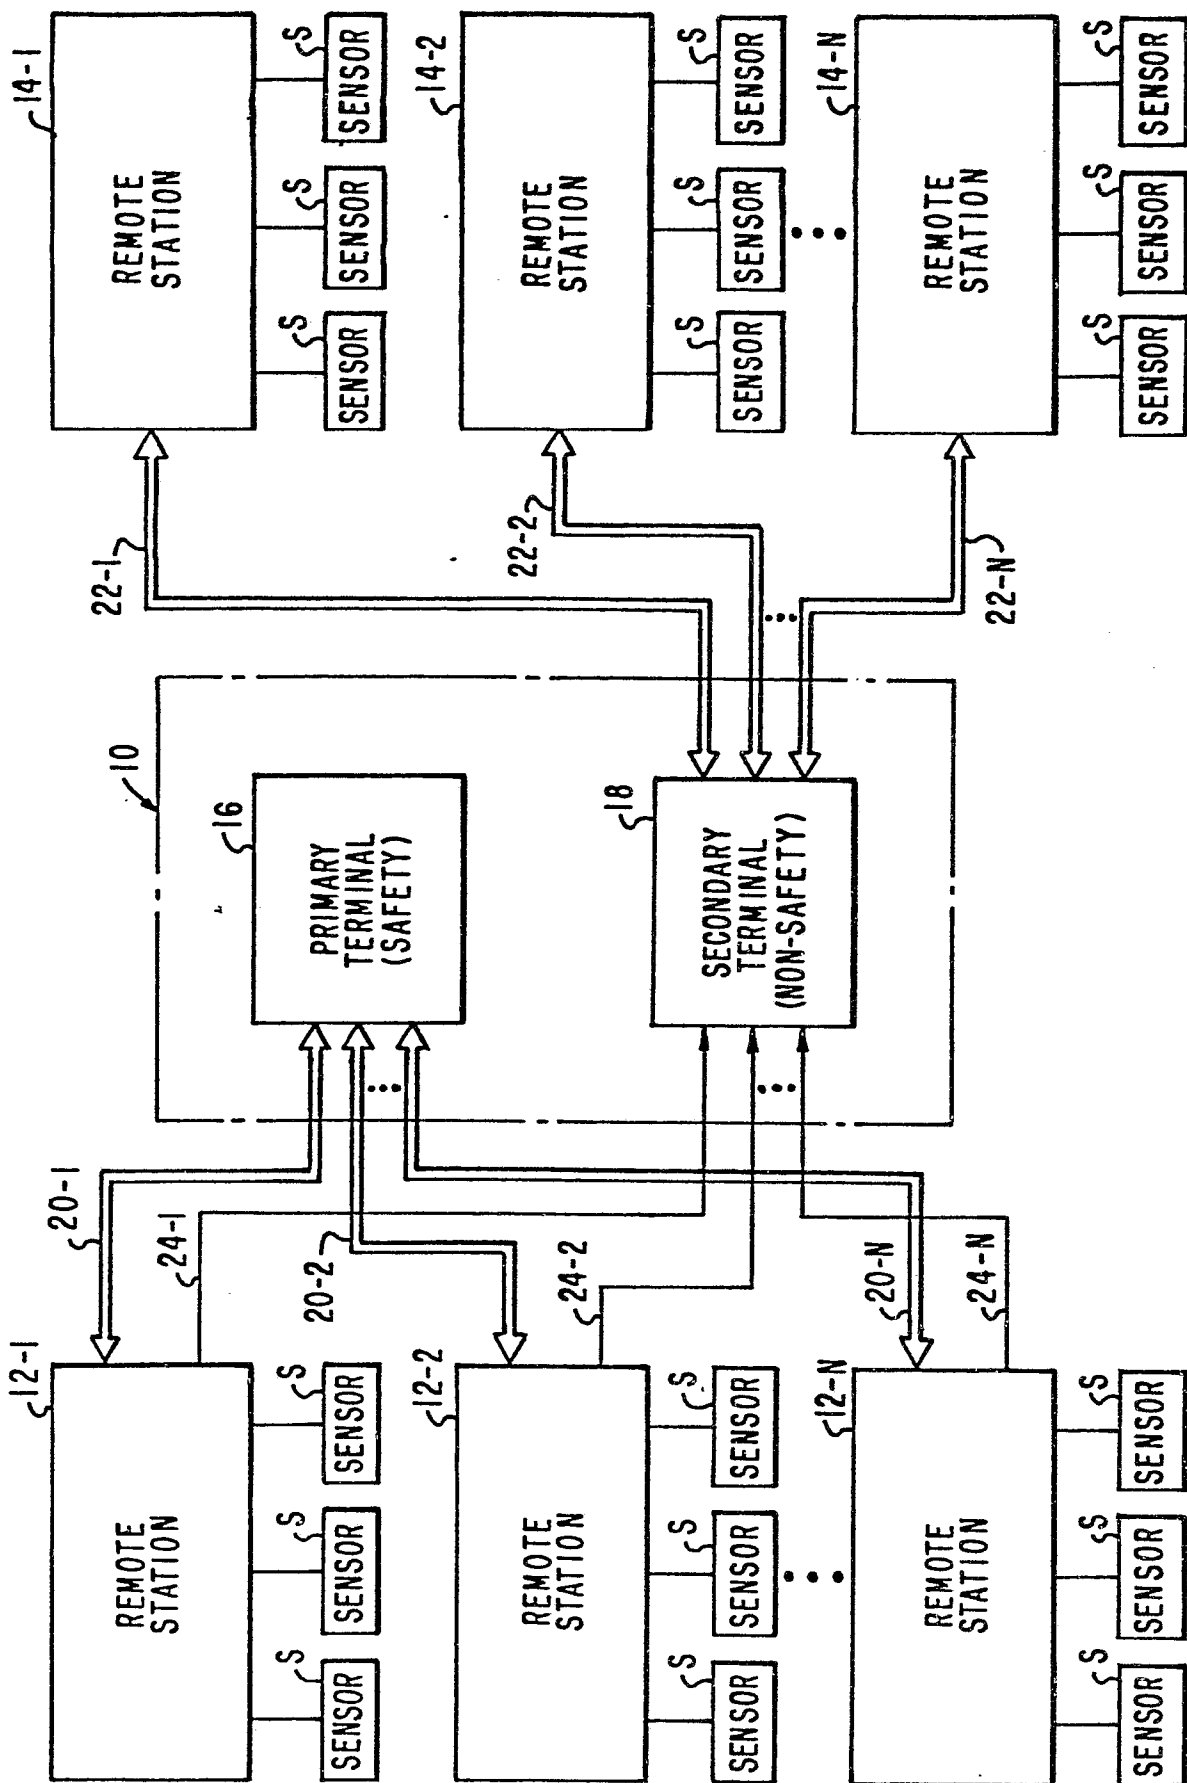 12-1
REMOTE
STATION
S
S
S
SENSOR
SENSOR
SENSOR
20-1
24-1
12-2
REMOTE
STATION
S
S
S
SENSOR
SENSOR
SENSOR
20-2
24-2
12-N
REMOTE
STATION
S
S
S
SENSOR
SENSOR
SENSOR
20-N
24-N
10
16
PRIMARY
TERMINAL
(SAFETY)
18
SECONDARY
TERMINAL
(NON-SAFETY)
22-1
14-1
REMOTE
STATION
S
S
S
SENSOR
SENSOR
SENSOR
22-2
14-2
REMOTE
STATION
S
S
S
SENSOR
SENSOR
SENSOR
22-N
14-N
REMOTE
STATION
S
S
S
SENSOR
SENSOR
SENSOR